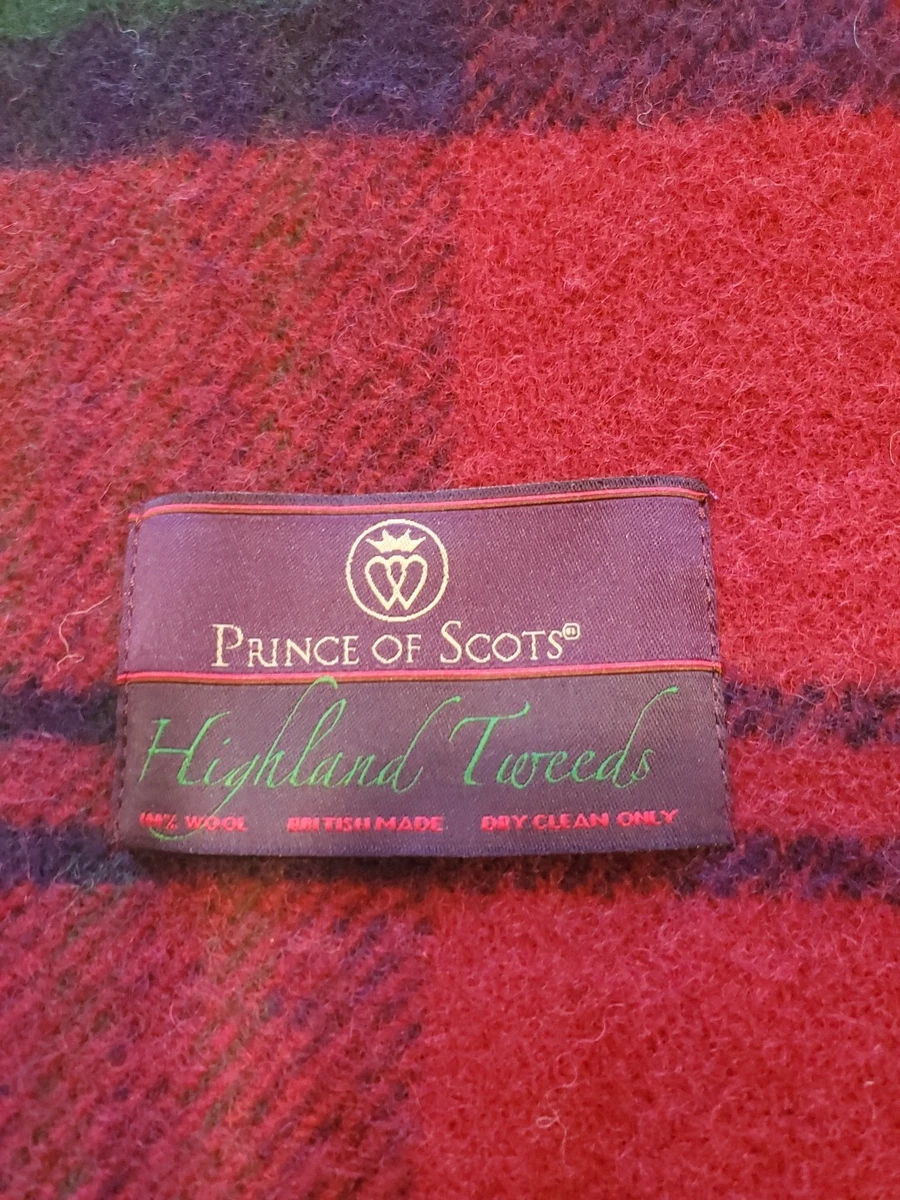 PRINCE OF SCOTS®
Highland Tweeds
100% WOOL BRITISH MADE DRY CLEAN ONLY